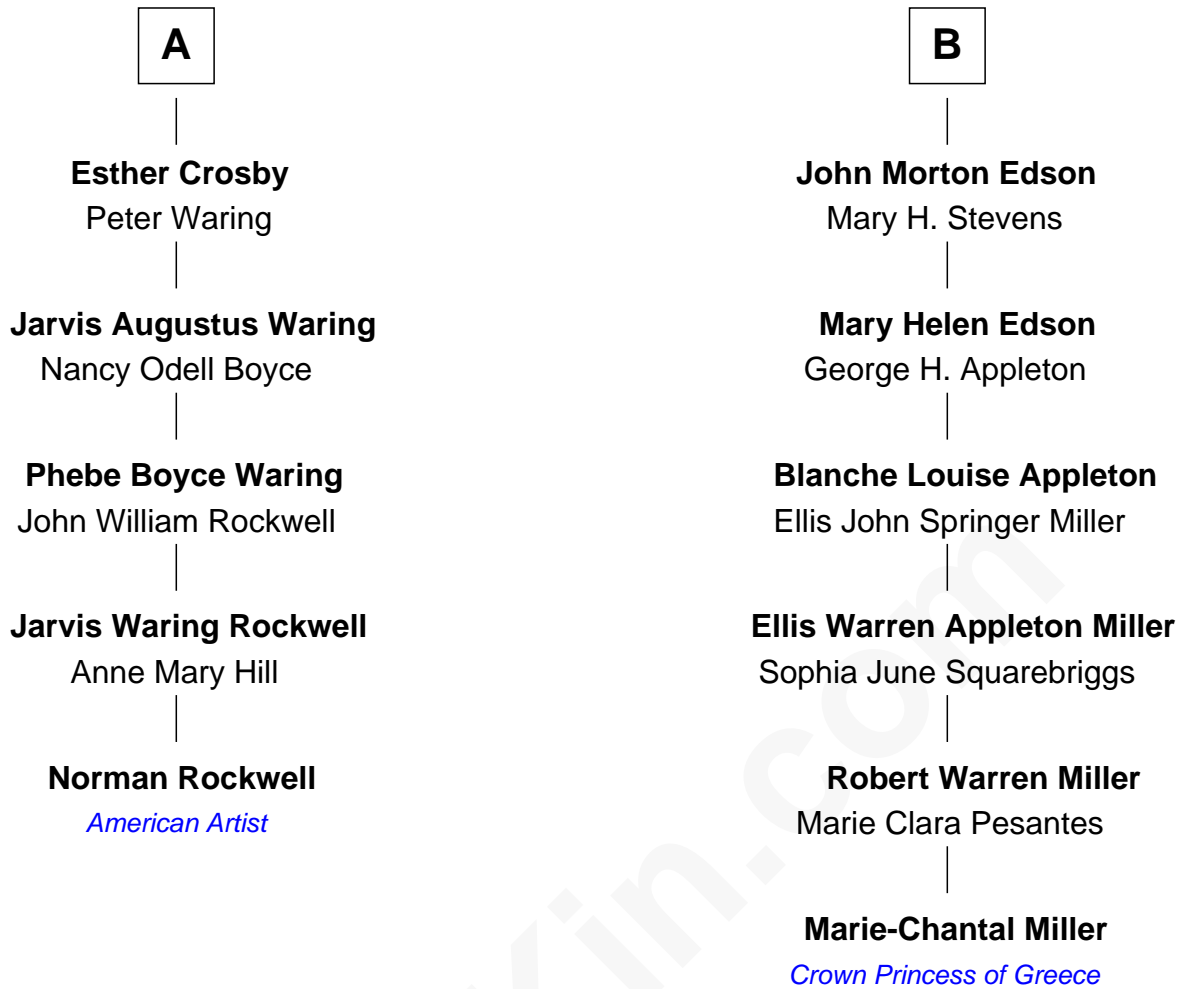 A
Esther Crosby
Peter Waring
Jarvis Augustus Waring
Nancy Odell Boyce
Phebe Boyce Waring
John William Rockwell
Jarvis Waring Rockwell
Anne Mary Hill
Norman Rockwell
American Artist
B
John Morton Edson
Mary H. Stevens
Mary Helen Edson
George H. Appleton
Blanche Louise Appleton
Ellis John Springer Miller
Ellis Warren Appleton Miller
Sophia June Squarebriggs
Robert Warren Miller
Marie Clara Pesantes
Marie-Chantal Miller
Crown Princess of Greece
Kin.com